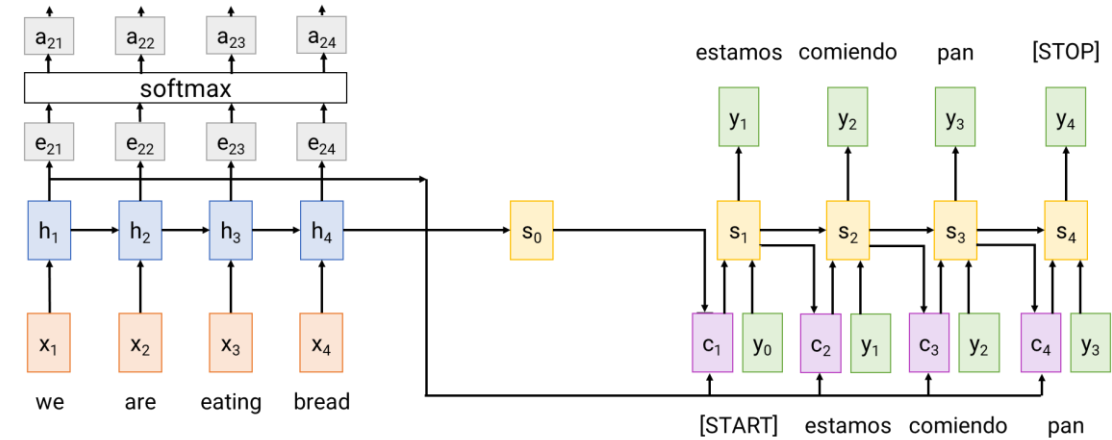 a21 a22 a23 a24
softmax
e21 e22 e23 e24
h1 h2 h3 h4
x1 x2 x3 x4
we are eating bread
s0
estamos comiendo pan [STOP]
y1 y2 y3 y4
s1 s2 s3 s4
c1 y0 c2 y1 c3 y2 c4 y3
[START] estamos comiendo pan